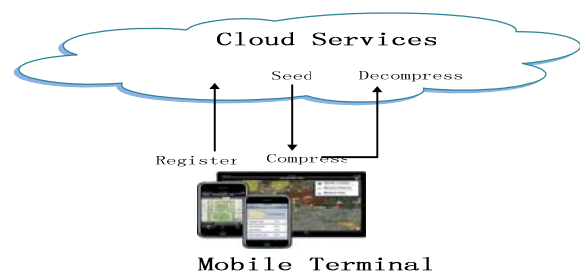 Cloud Services
Seed Decompress
Register Compress
Mobile Terminal